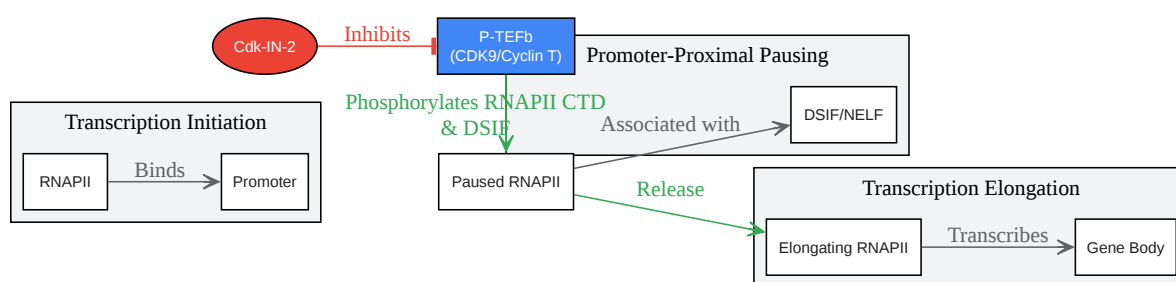 Cdk-IN-2
Inhibits
P-TEFb
(CDK9/Cyclin T)
Promoter-Proximal Pausing
Phosphorylates RNAPII CTD
& DSIF
Associated with
DSIF/NELF
Transcription Initiation
RNAPII
Binds
Promoter
Paused RNAPII
Release
Transcription Elongation
Elongating RNAPII
Transcribes
Gene Body